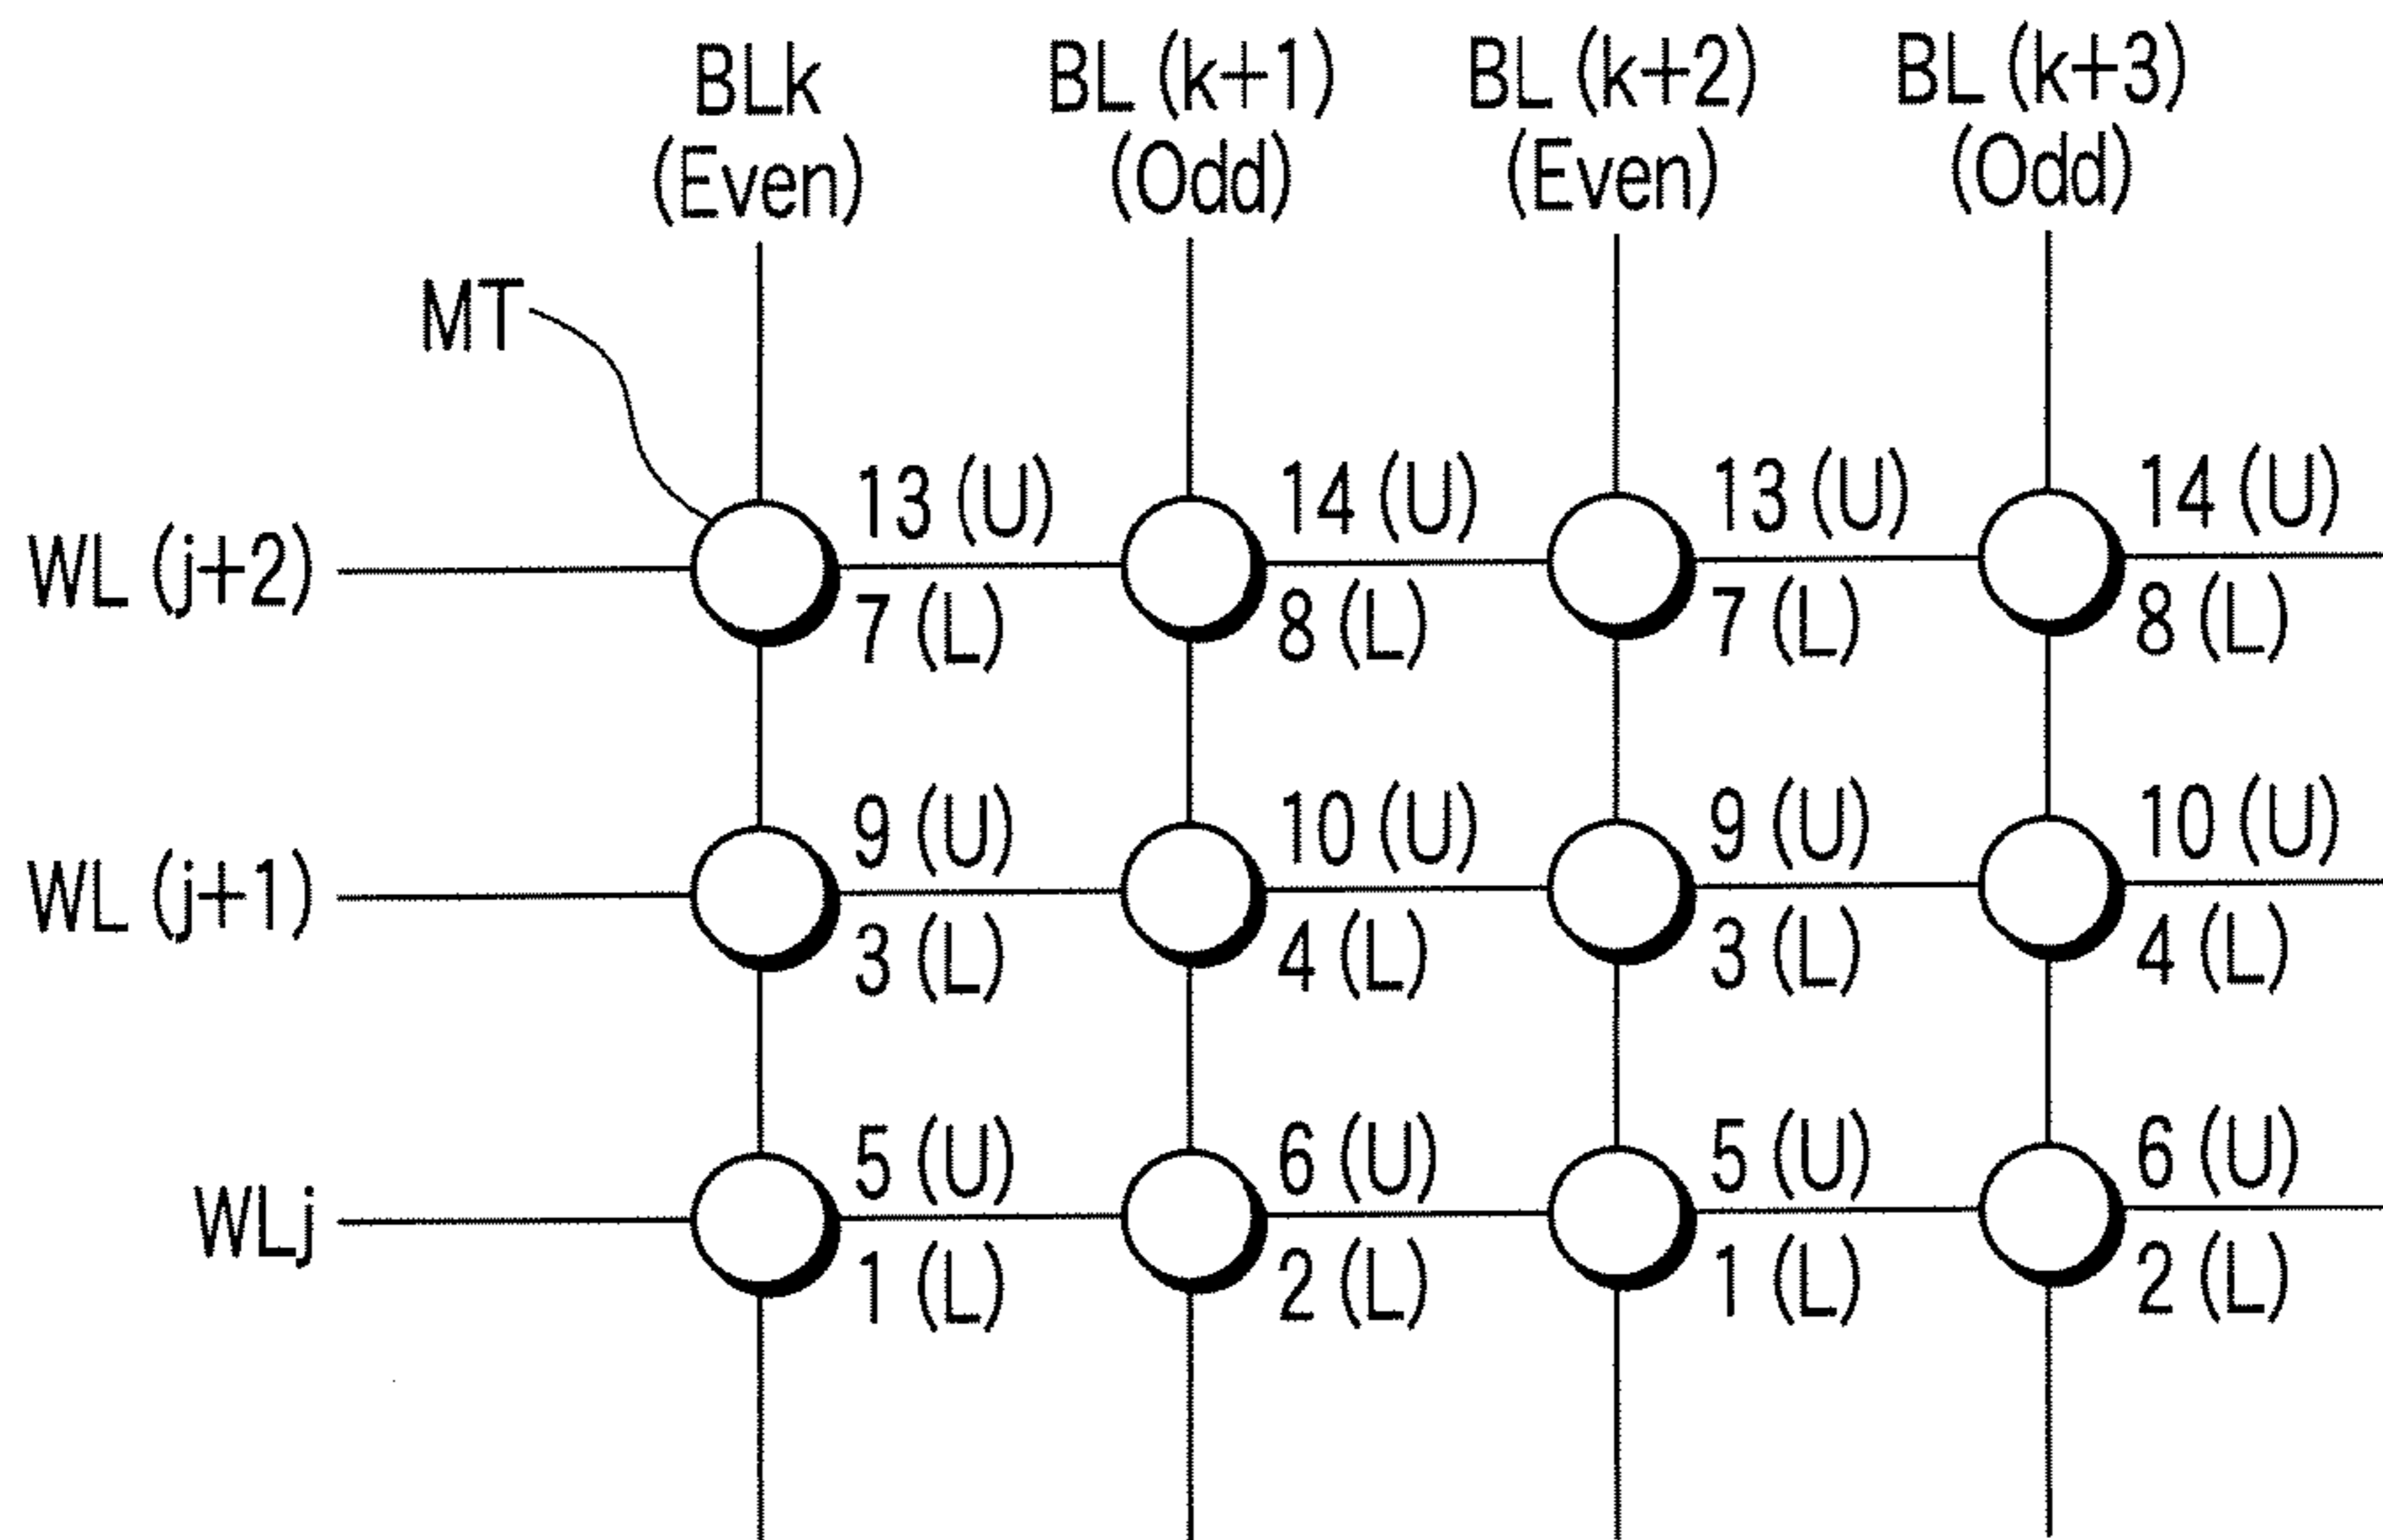 BLk BL (k+1) BL (k+2) BL (k+3)
(Even) (Odd) (Even) (Odd)
MT
13 (U) 14 (U) 13 (U) 14 (U)
WL (j+2)
7 (L) 8 (L) 7 (L) 8 (L)
9 (U) 10 (U) 9 (U) 10 (U)
WL (j+1)
3 (L) 4 (L) 3 (L) 4 (L)
5 (U) 6 (U) 5 (U) 6 (U)
WLj
1 (L) 2 (L) 1 (L) 2 (L)